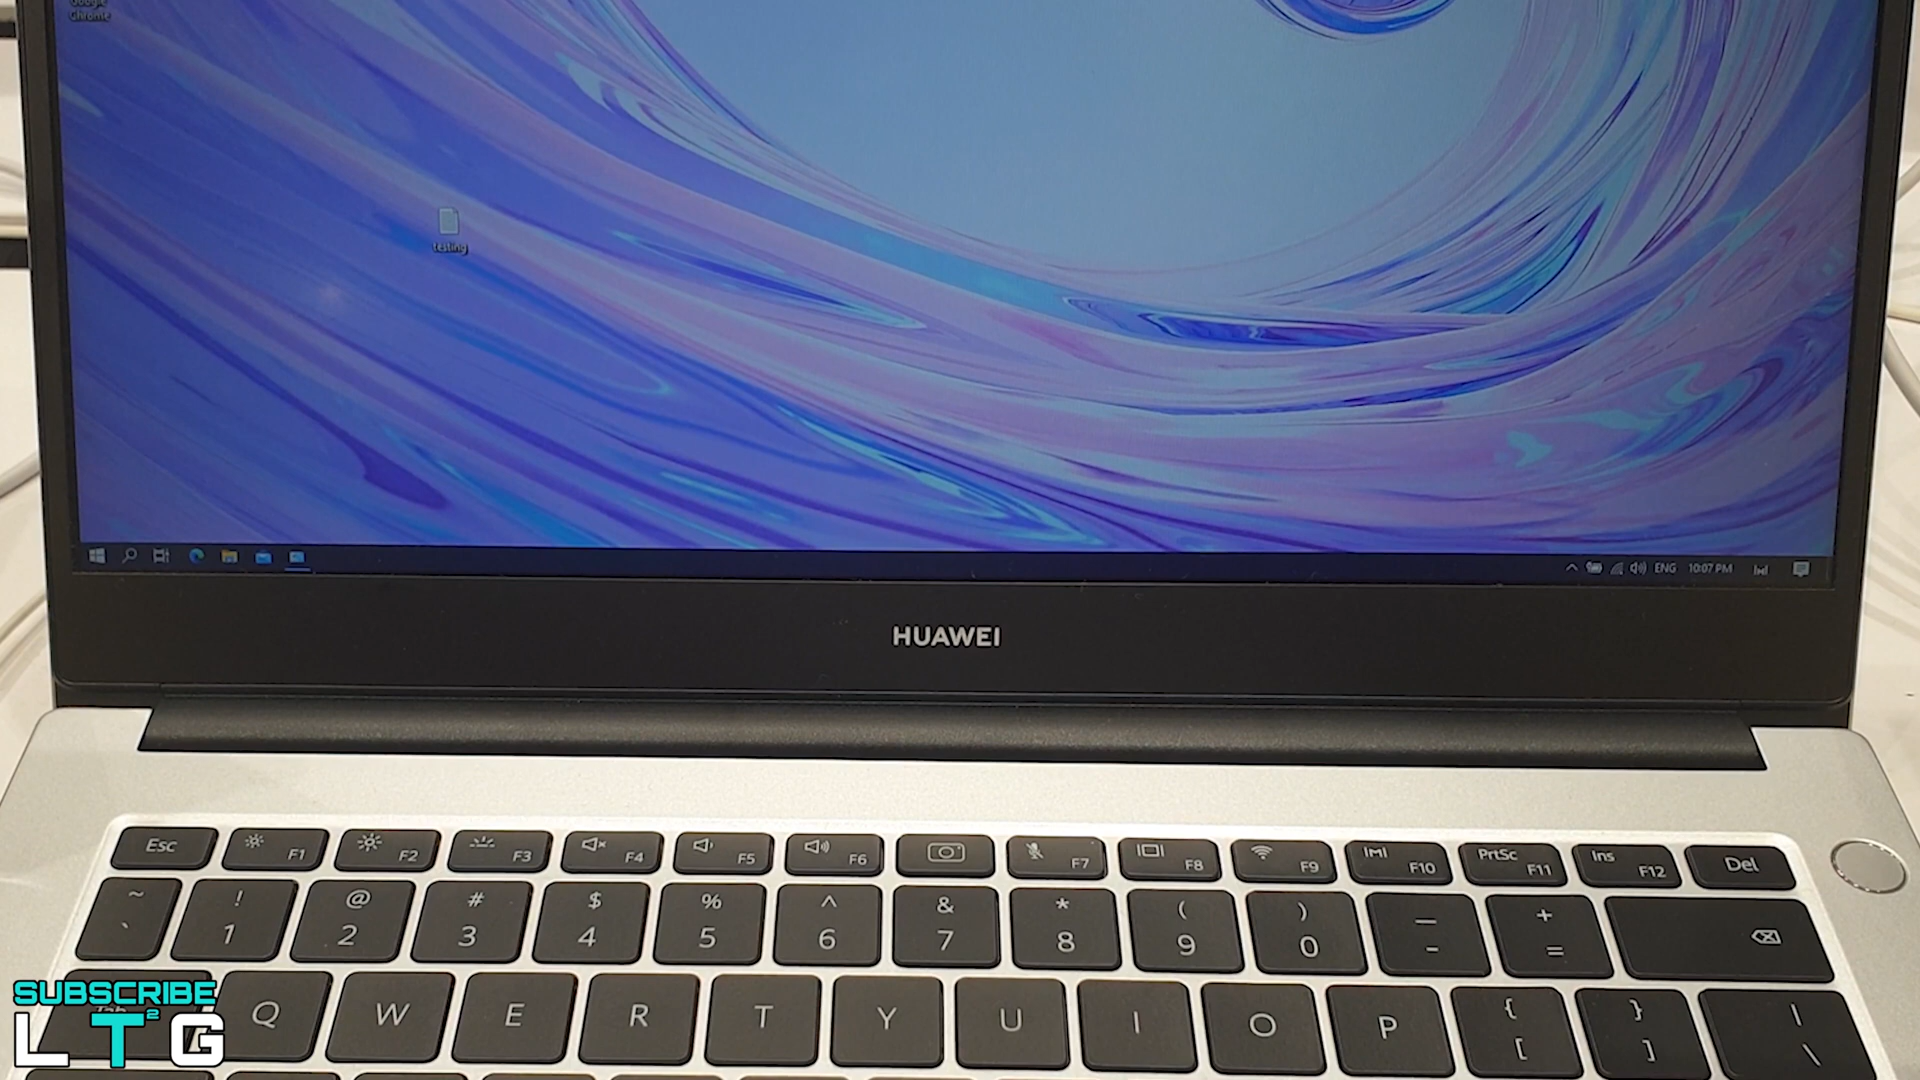 Google
Chrome
testing
ENG 10:07 PM
HUAWEI
Esc F1 F2 F3 F4 F5 F6 F7 F8 F9 F10 PrtSc F11 Ins F12 Del
~ ! @ # $ % ^ & * ( ) — +
` 1 2 3 4 5 6 7 8 9 0 - =
Tab Q W E R T Y U I O P { [ } ] | \
SUBSCRIBE
LT²G